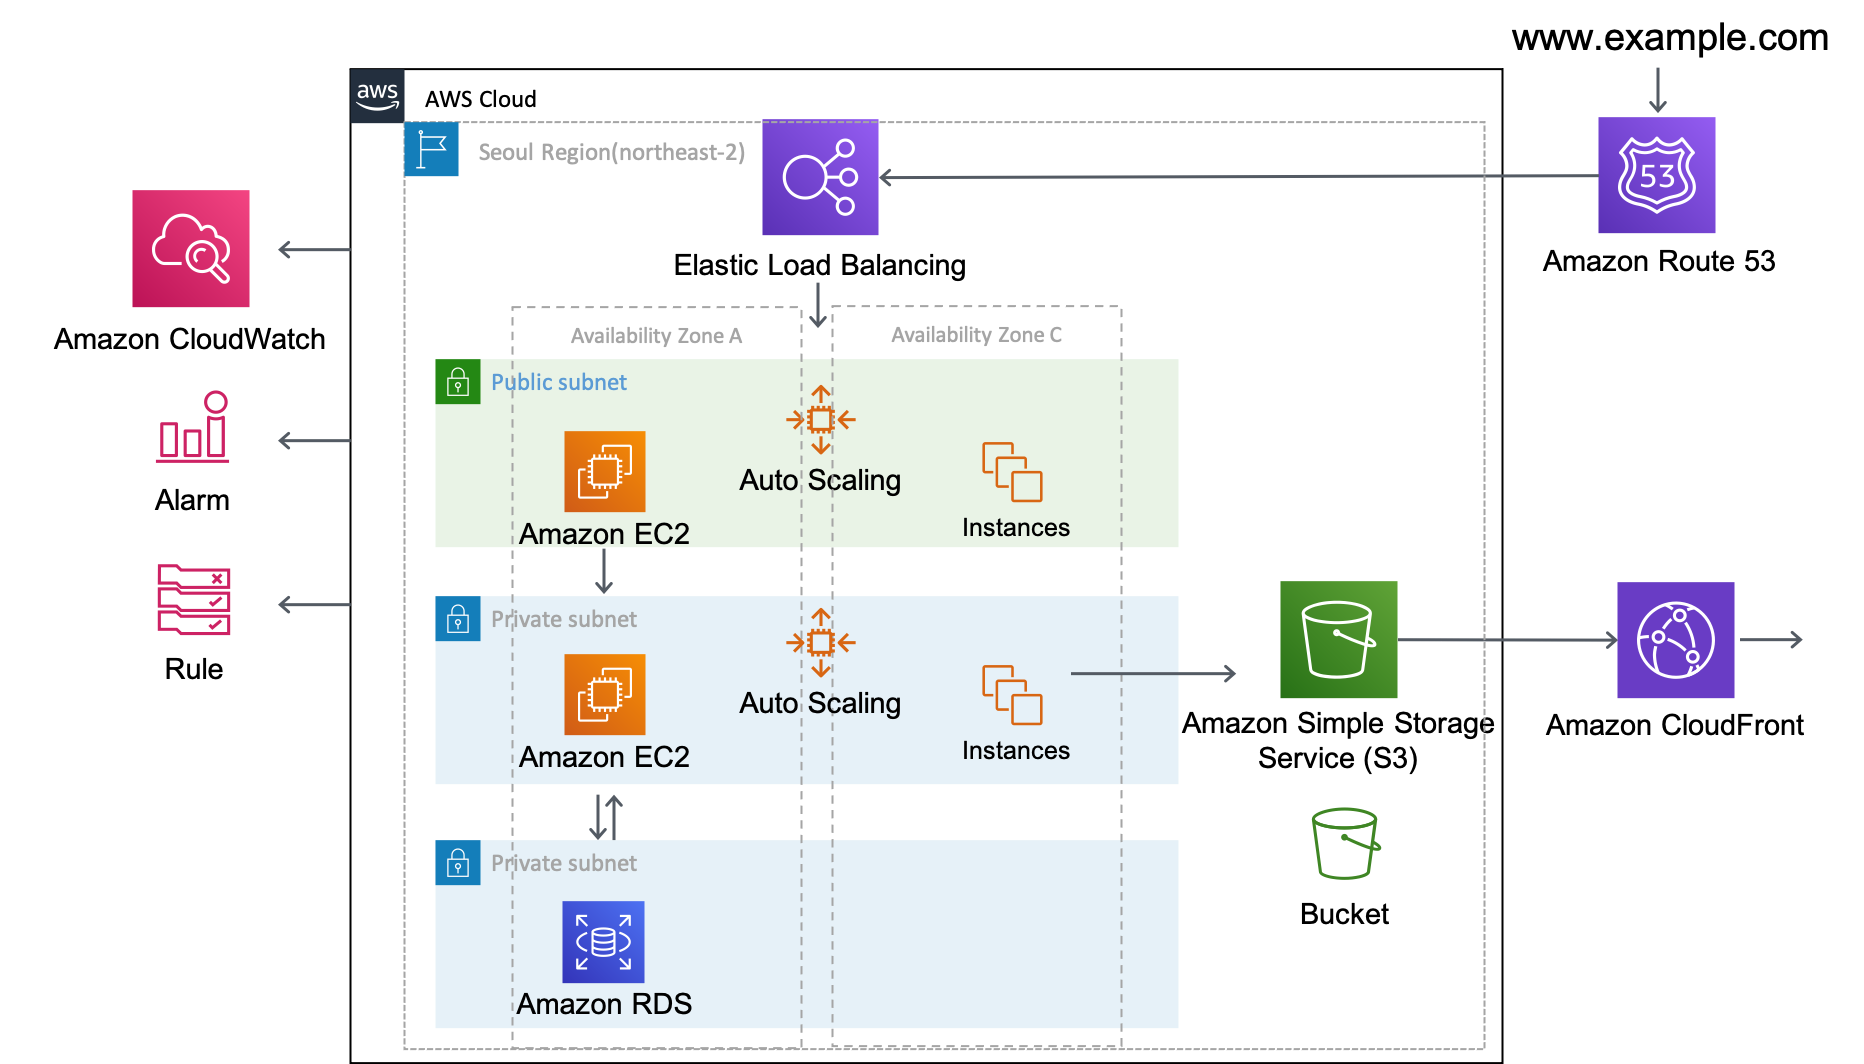 www.example.com
aws
AWS Cloud
Seoul Region(northeast-2)
53
Elastic Load Balancing
Amazon Route 53
Amazon CloudWatch
Availability Zone A
Availability Zone C
Public subnet
Auto Scaling
Alarm
Amazon EC2
Instances
Private subnet
Rule
Auto Scaling
Amazon EC2
Instances
Amazon Simple Storage
Service (S3)
Amazon CloudFront
Private subnet
Bucket
Amazon RDS